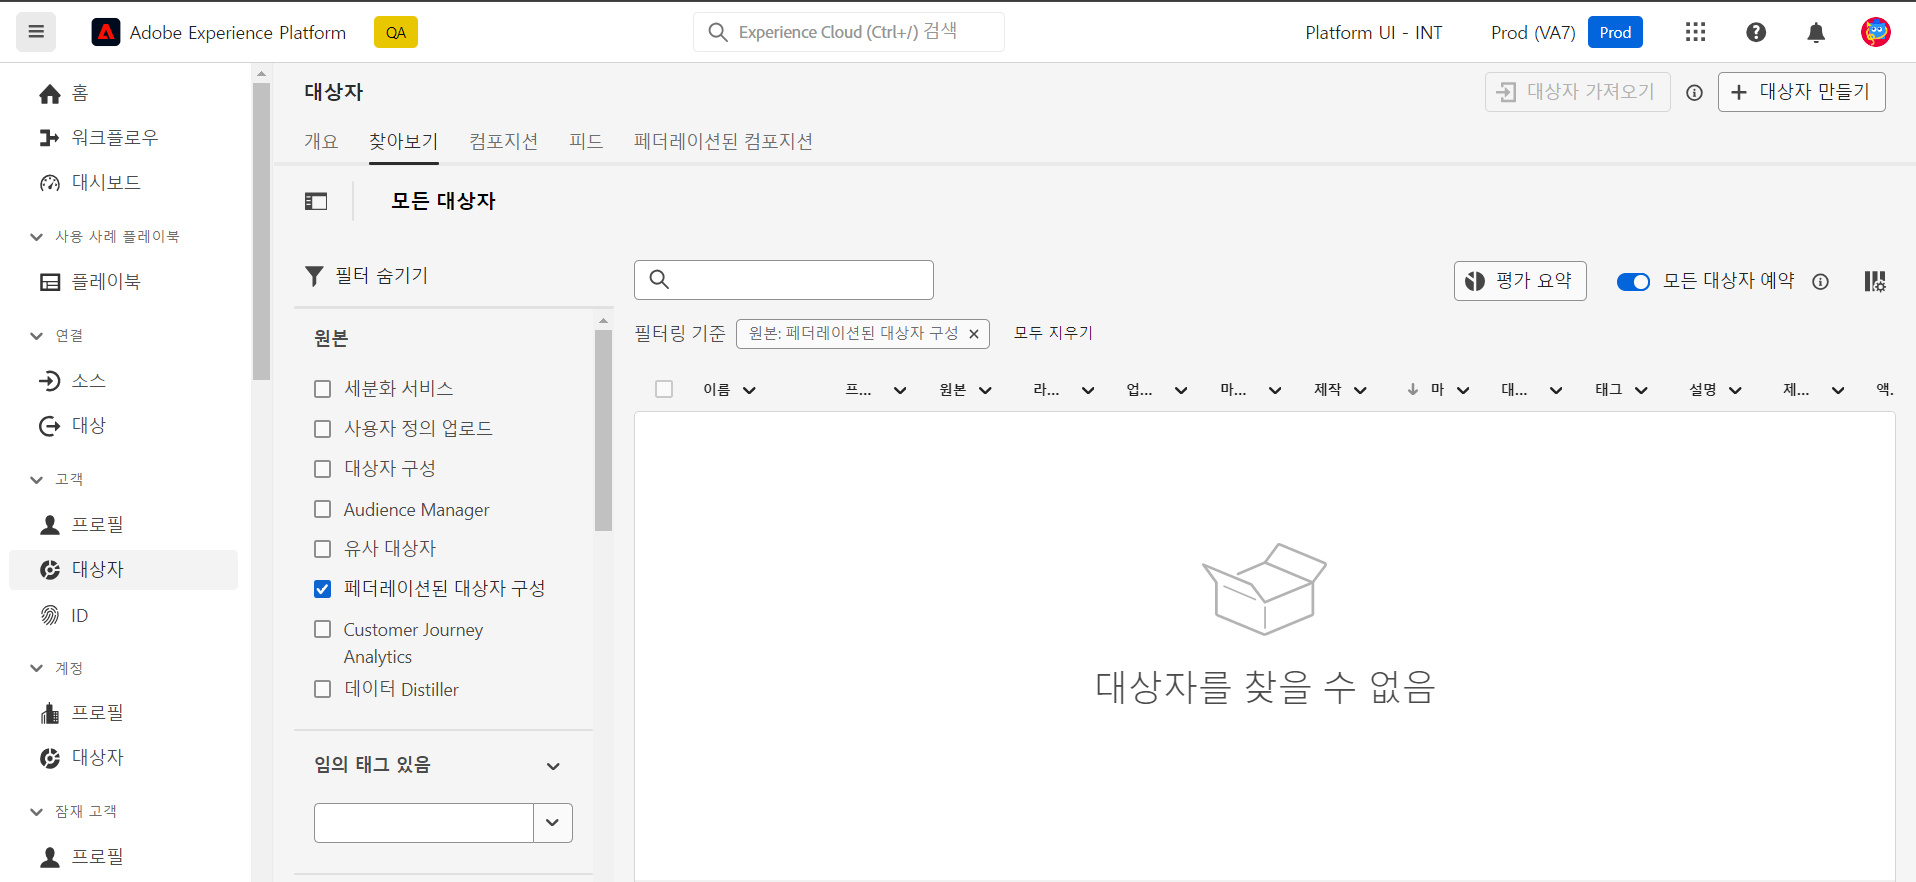 Adobe Experience Platform
QA
Experience Cloud (Ctrl+/) 검색
Platform UI - INT
Prod (VA7)
Prod
홈
워크플로우
대시보드
사용 사례 플레이북
플레이북
연결
소스
대상
고객
프로필
대상자
ID
계정
프로필
대상자
잠재 고객
프로필
대상자
대상자 가져오기
대상자 만들기
개요
찾아보기
컴포지션
피드
페더레이션된 컴포지션
모든 대상자
필터 숨기기
원본
세분화 서비스
사용자 정의 업로드
대상자 구성
Audience Manager
유사 대상자
페더레이션된 대상자 구성
Customer Journey
Analytics
데이터 Distiller
임의 태그 있음
평가 요약
모든 대상자 예약
필터링 기준
원본: 페더레이션된 대상자 구성
모두 지우기
이름
프...
원본
라...
업...
마...
제작
마
대...
태그
설명
제...
액.
대상자를 찾을 수 없음